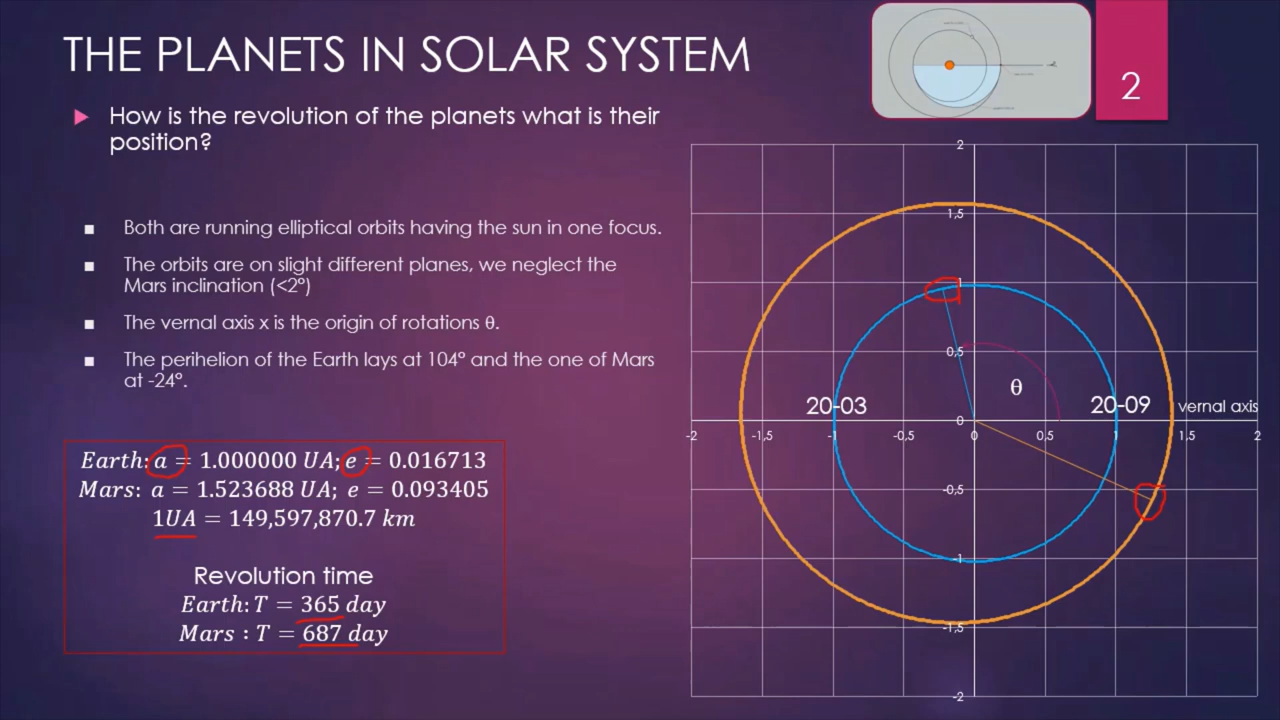 THE PLANETS IN SOLAR SYSTEM
2
How is the revolution of the planets what is their
position?
Both are running elliptical orbits having the sun in one focus.
The orbits are on slight different planes, we neglect the
Mars inclination (<2°)
The vernal axis x is the origin of rotations θ.
The perihelion of the Earth lays at 104° and the one of Mars
at -24°.
Earth: a = 1.000000 UA; e = 0.016713
Mars: a = 1.523688 UA; e = 0.093405
1UA = 149,597,870.7 km
Revolution time
Earth: T = 365 day
Mars : T = 687 day
2
1,5
1
0,5
θ
20-03
20-09
vernal axis
0
-2
-1,5
-1
-0,5
0
0,5
1
1,5
2
-0,5
-1
-1,5
-2